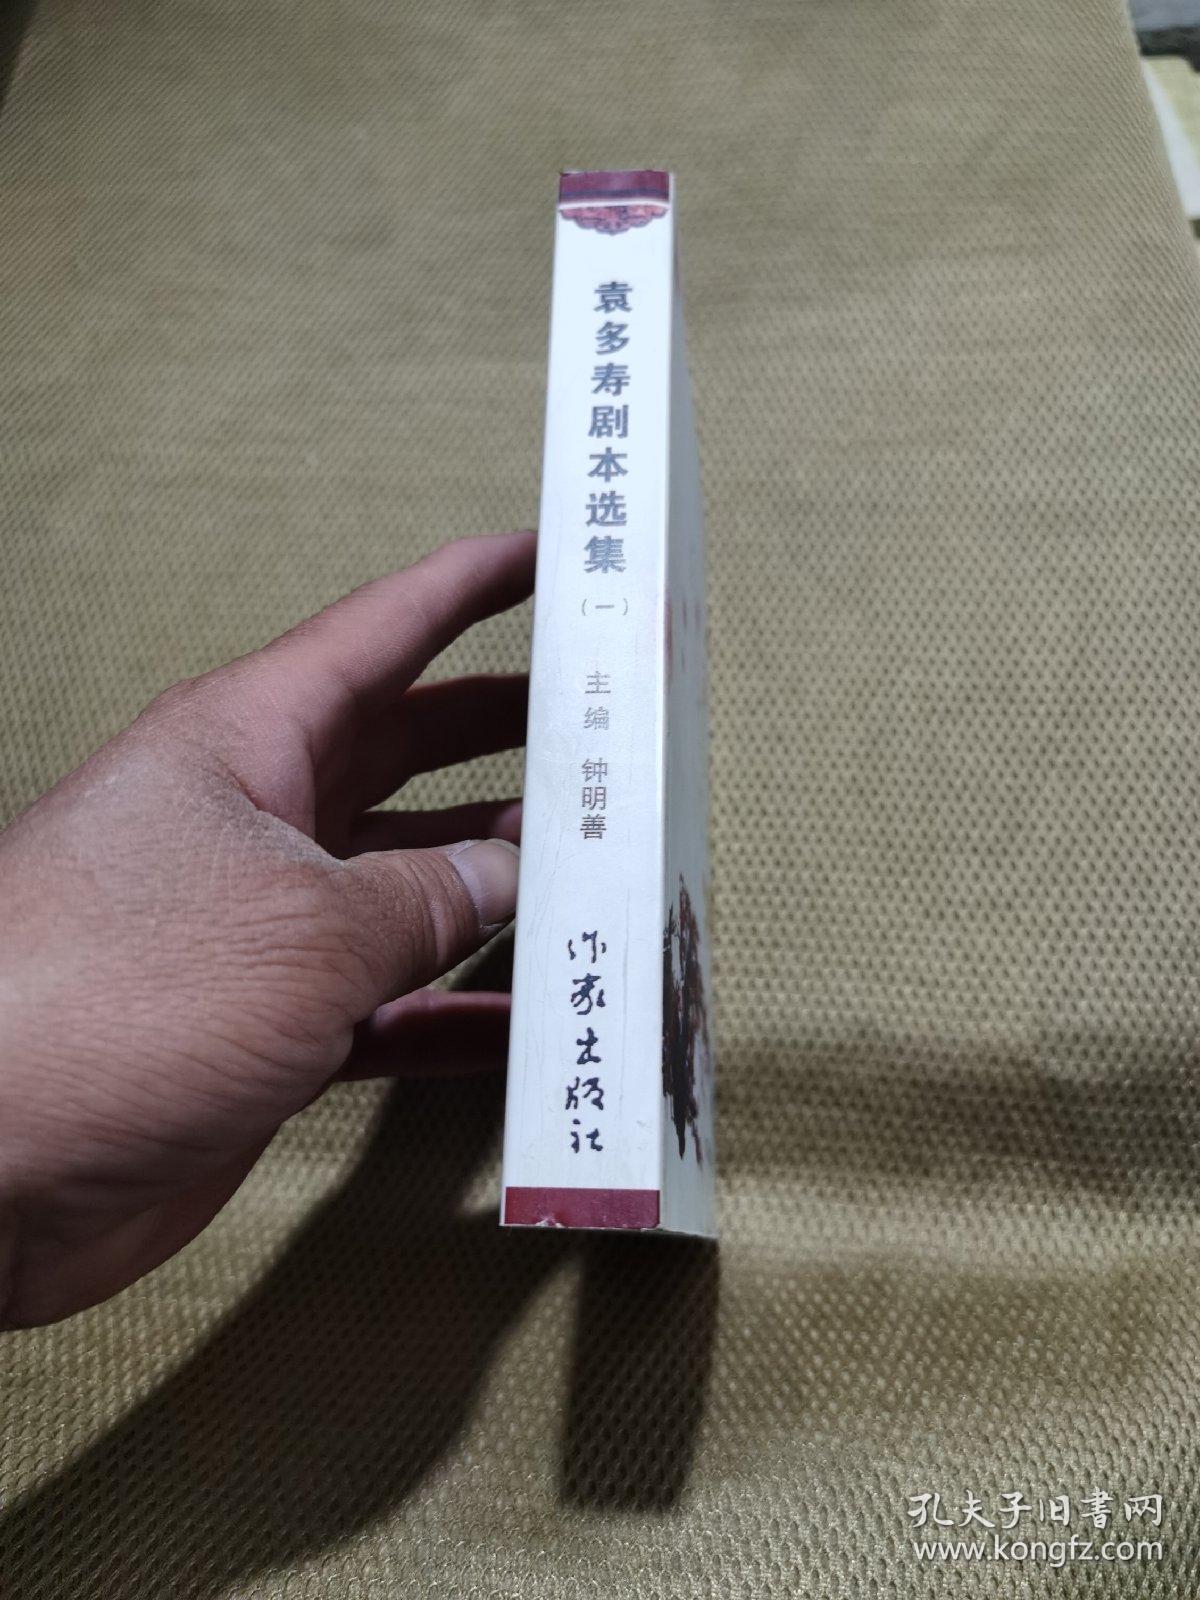 袁多寿剧本选集
(一)
主编
钟明善
作家出版社
孔夫子旧書网
www.kongfz.com